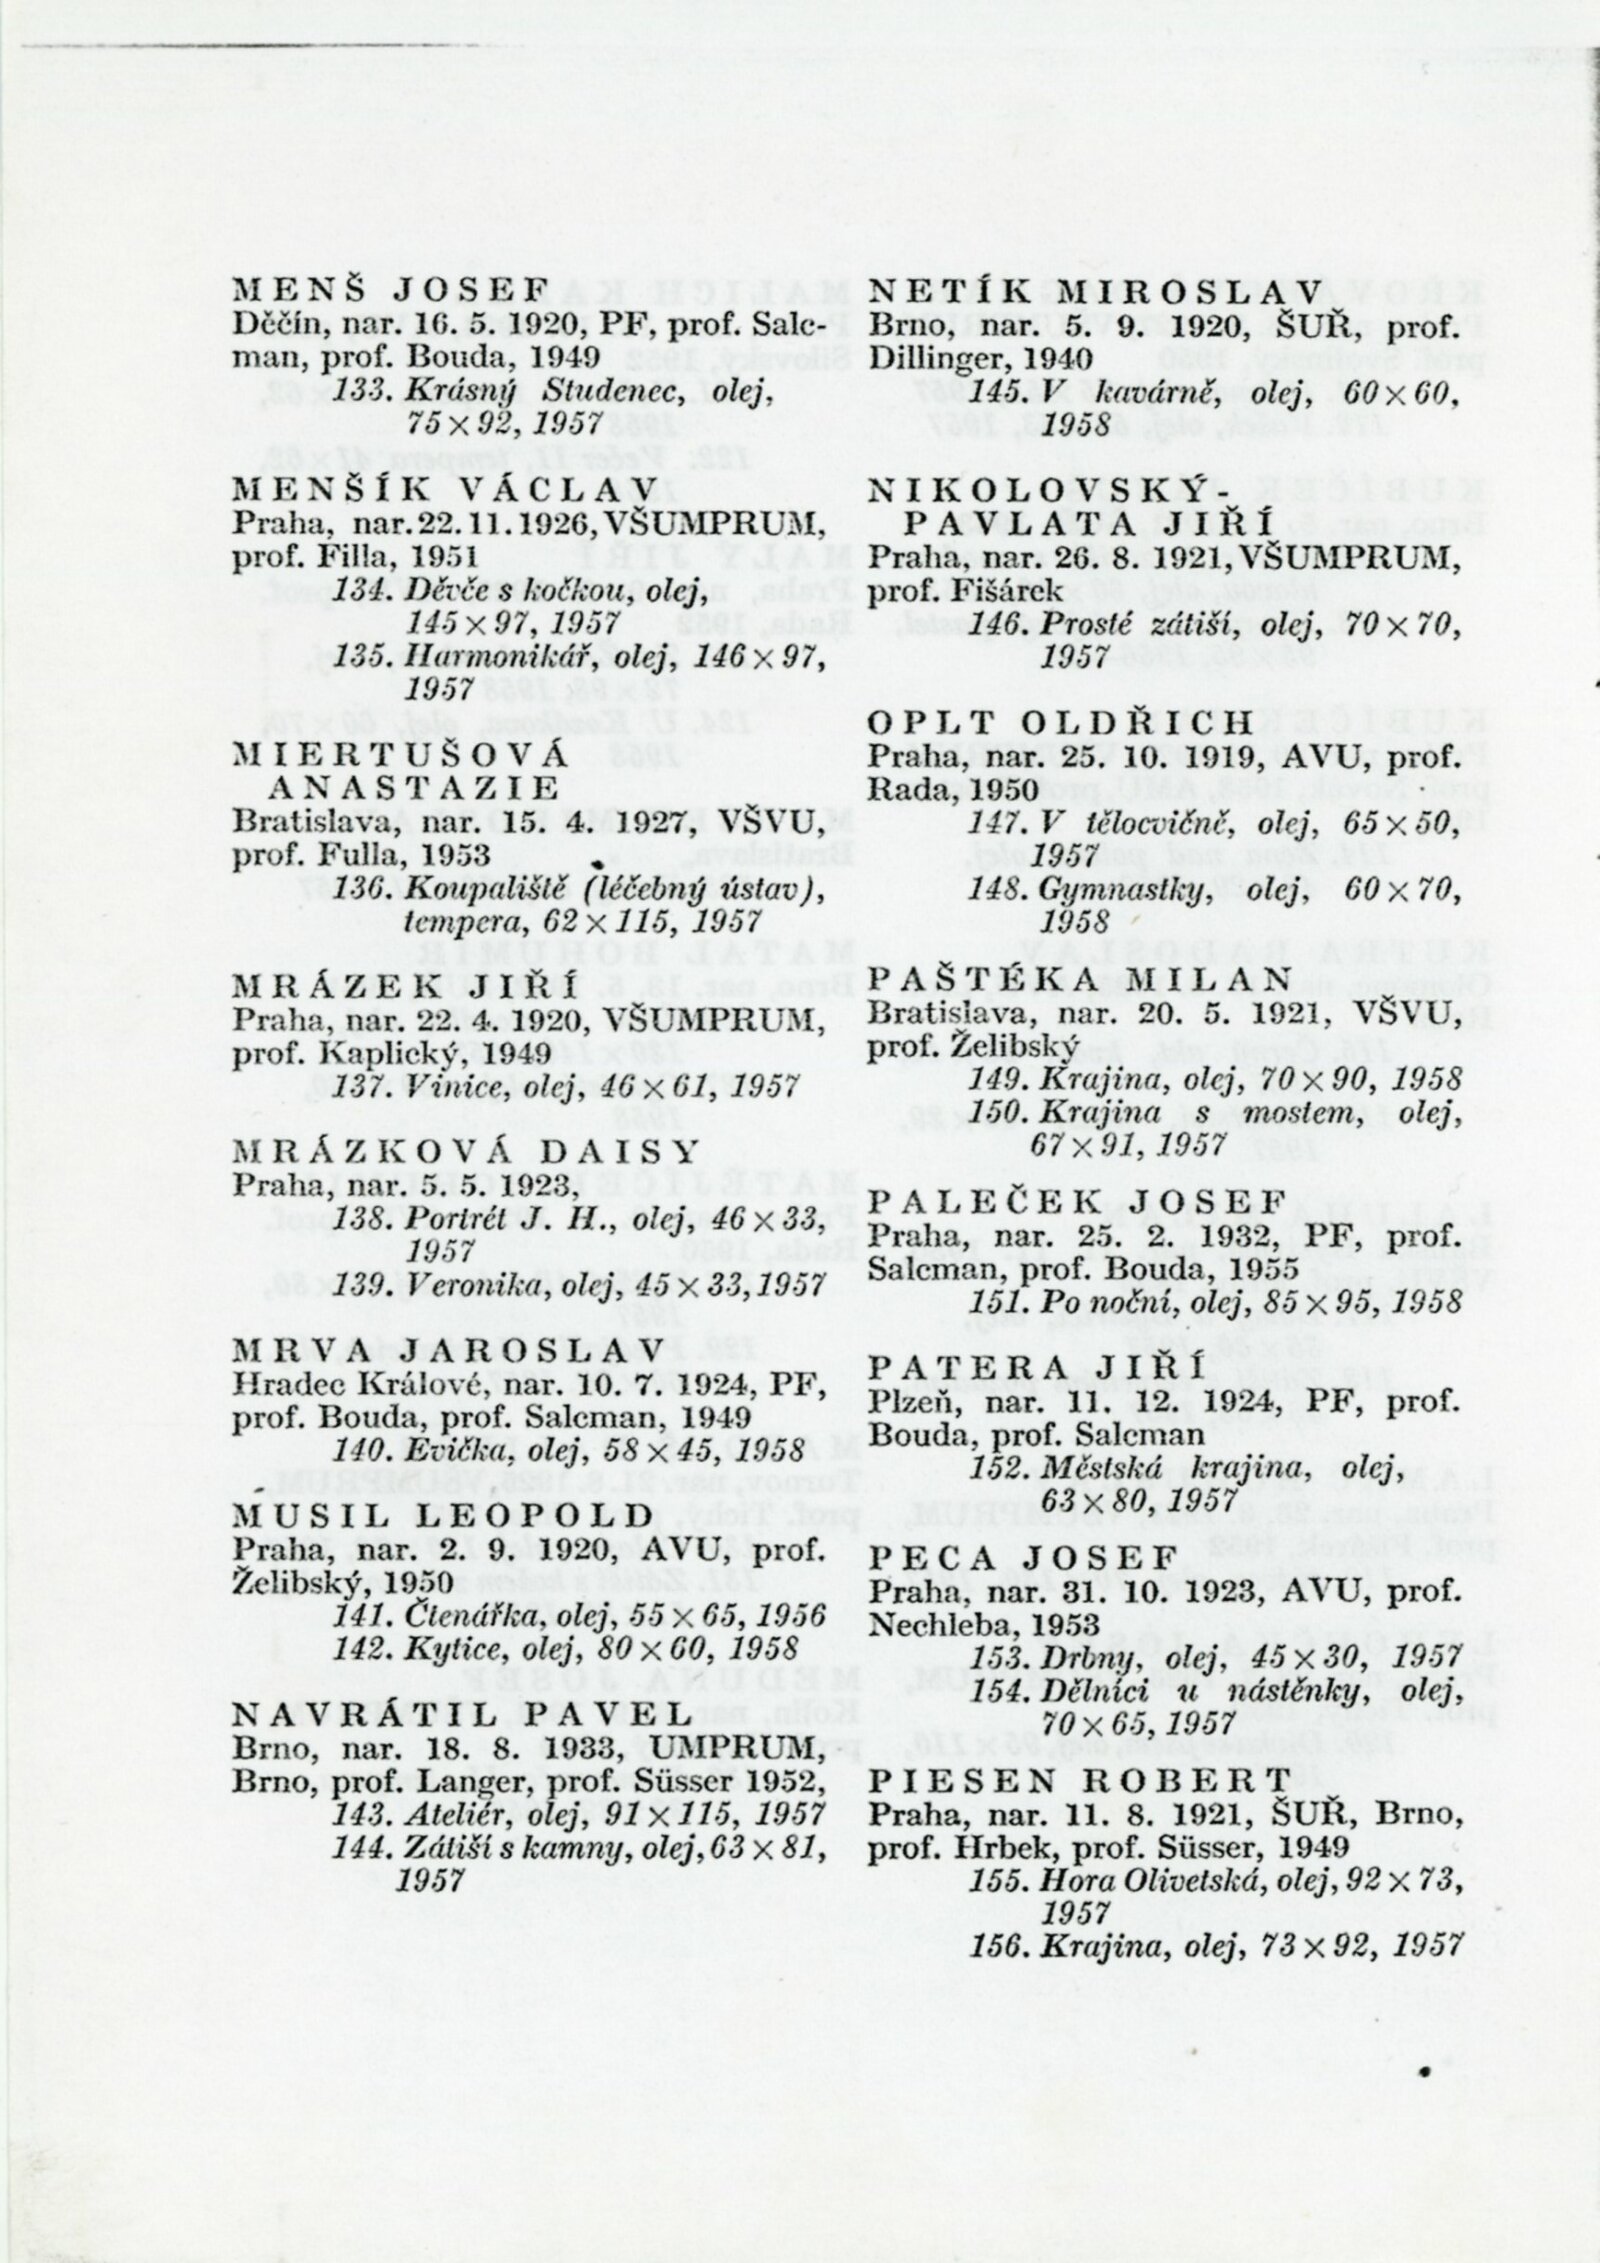 MENŠ JOSEF
Děčín, nar. 16. 5. 1920, PF, prof. Salc-
man, prof. Bouda, 1949
133. Krásný Studenec, olej,
75 × 92, 1957
MENŠÍK VÁCLAV
Praha, nar. 22. 11. 1926, VŠUMPRUM,
prof. Filla, 1951
134. Děvče s kočkou, olej,
145 × 97, 1957
135. Harmonikář, olej, 146 × 97,
1957
MIERTUŠOVÁ
ANASTAZIE
Bratislava, nar. 15. 4. 1927, VŠVU,
prof. Fulla, 1953
136. Koupaliště (léčebný ústav),
tempera, 62 × 115, 1957
MRÁZEK JIŘÍ
Praha, nar. 22. 4. 1920, VŠUMPRUM,
prof. Kaplický, 1949
137. Vinice, olej, 46 × 61, 1957
MRÁZKOVÁ DAISY
Praha, nar. 5. 5. 1923,
138. Portrét J. H., olej, 46 × 33,
1957
139. Veronika, olej, 45 × 33, 1957
MRVA JAROSLAV
Hradec Králové, nar. 10. 7. 1924, PF,
prof. Bouda, prof. Salcman, 1949
140. Evička, olej, 58 × 45, 1958
MUSIL LEOPOLD
Praha, nar. 2. 9. 1920, AVU, prof.
Želibský, 1950
141. Čtenářka, olej, 55 × 65, 1956
142. Kytice, olej, 80 × 60, 1958
NAVRÁTIL PAVEL
Brno, nar. 18. 8. 1933, UMPRUM,
Brno, prof. Langer, prof. Süsser 1952,
143. Ateliér, olej, 91 × 115, 1957
144. Zátiší s kamny, olej, 63 × 81,
1957
NETÍK MIROSLAV
Brno, nar. 5. 9. 1920, ŠUŘ, prof.
Dillinger, 1940
145. V kavárně, olej, 60 × 60,
1958
NIKOLOVSKÝ-
PAVLATA JIŘÍ
Praha, nar. 26. 8. 1921, VŠUMPRUM,
prof. Fišárek
146. Prosté zátiší, olej, 70 × 70,
1957
OPLT OLDŘICH
Praha, nar. 25. 10. 1919, AVU, prof.
Rada, 1950
147. V tělocvičně, olej, 65 × 50,
1957
148. Gymnastky, olej, 60 × 70,
1958
PAŠTÉKA MILAN
Bratislava, nar. 20. 5. 1921, VŠVU,
prof. Želibský
149. Krajina, olej, 70 × 90, 1958
150. Krajina s mostem, olej,
67 × 91, 1957
PALEČEK JOSEF
Praha, nar. 25. 2. 1932, PF, prof.
Salcman, prof. Bouda, 1955
151. Po noční, olej, 85 × 95, 1958
PATERA JIŘÍ
Plzeň, nar. 11. 12. 1924, PF, prof.
Bouda, prof. Salcman
152. Městská krajina, olej,
63 × 80, 1957
PECA JOSEF
Praha, nar. 31. 10. 1923, AVU, prof.
Nechleba, 1953
153. Drbny, olej, 45 × 30, 1957
154. Dělníci u nástěnky, olej,
70 × 65, 1957
PIESEN ROBERT
Praha, nar. 11. 8. 1921, ŠUŘ, Brno,
prof. Hrbek, prof. Süsser, 1949
155. Hora Olivetská, olej, 92 × 73,
1957
156. Krajina, olej, 73 × 92, 1957